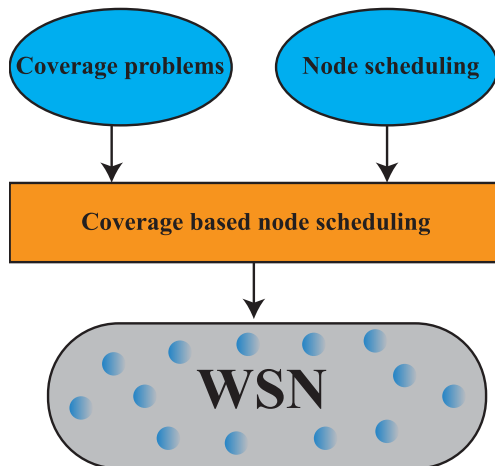 Coverage problems
Node scheduling
Coverage based node scheduling
WSN